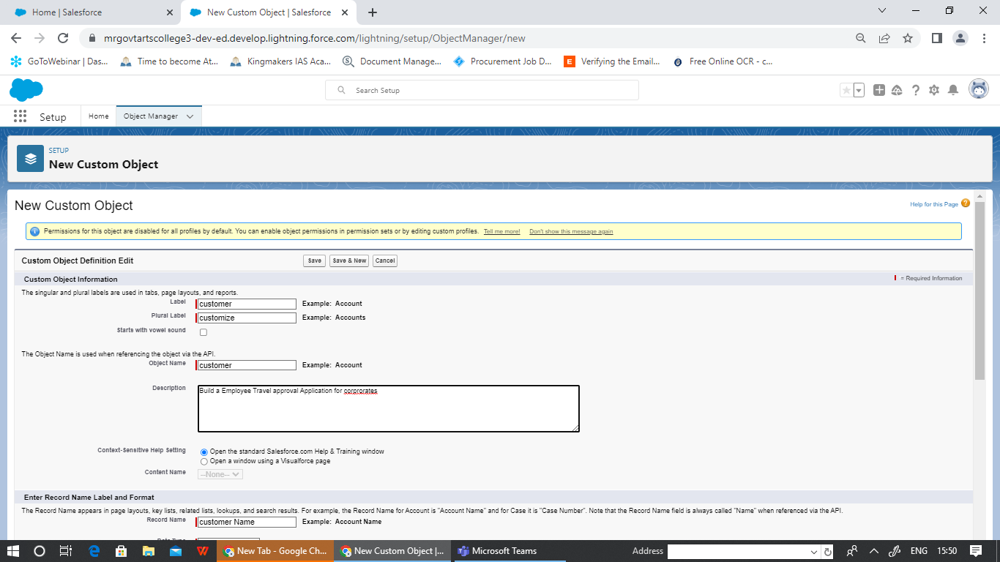 Home | Salesforce
New Custom Object | Salesforce
mrgovtartscollege3-dev-ed.develop.lightning.force.com/lightning/setup/ObjectManager/new
GoToWebinar | Das... Time to become At... Kingmakers IAS Aca... Document Manage... Procurement Job D... Verifying the Email... Free Online OCR - c...
Search Setup
Setup Home Object Manager
SETUP
New Custom Object
New Custom Object
Help for this Page
Permissions for this object are disabled for all profiles by default. You can enable object permissions in permission sets or by editing custom profiles. Tell me more! Don't show this message again
Custom Object Definition Edit Save Save & New Cancel
Custom Object Information = Required Information
The singular and plural labels are used in tabs, page layouts, and reports.
Label customer Example: Account
Plural Label customize Example: Accounts
Starts with vowel sound
The Object Name is used when referencing the object via the API.
Object Name customer Example: Account
Description Build a Employee Travel approval Application for corprorates
Context-Sensitive Help Setting Open the standard Salesforce.com Help & Training window
Open a window using a Visualforce page
Content Name --None--
Enter Record Name Label and Format
The Record Name appears in page layouts, key lists, related lists, lookups, and search results. For example, the Record Name for Account is "Account Name" and for Case it is "Case Number". Note that the Record Name field is always called "Name" when referenced via the API.
Record Name customer Name Example: Account Name
New Tab - Google Ch... New Custom Object |... Microsoft Teams Address ENG 15:50